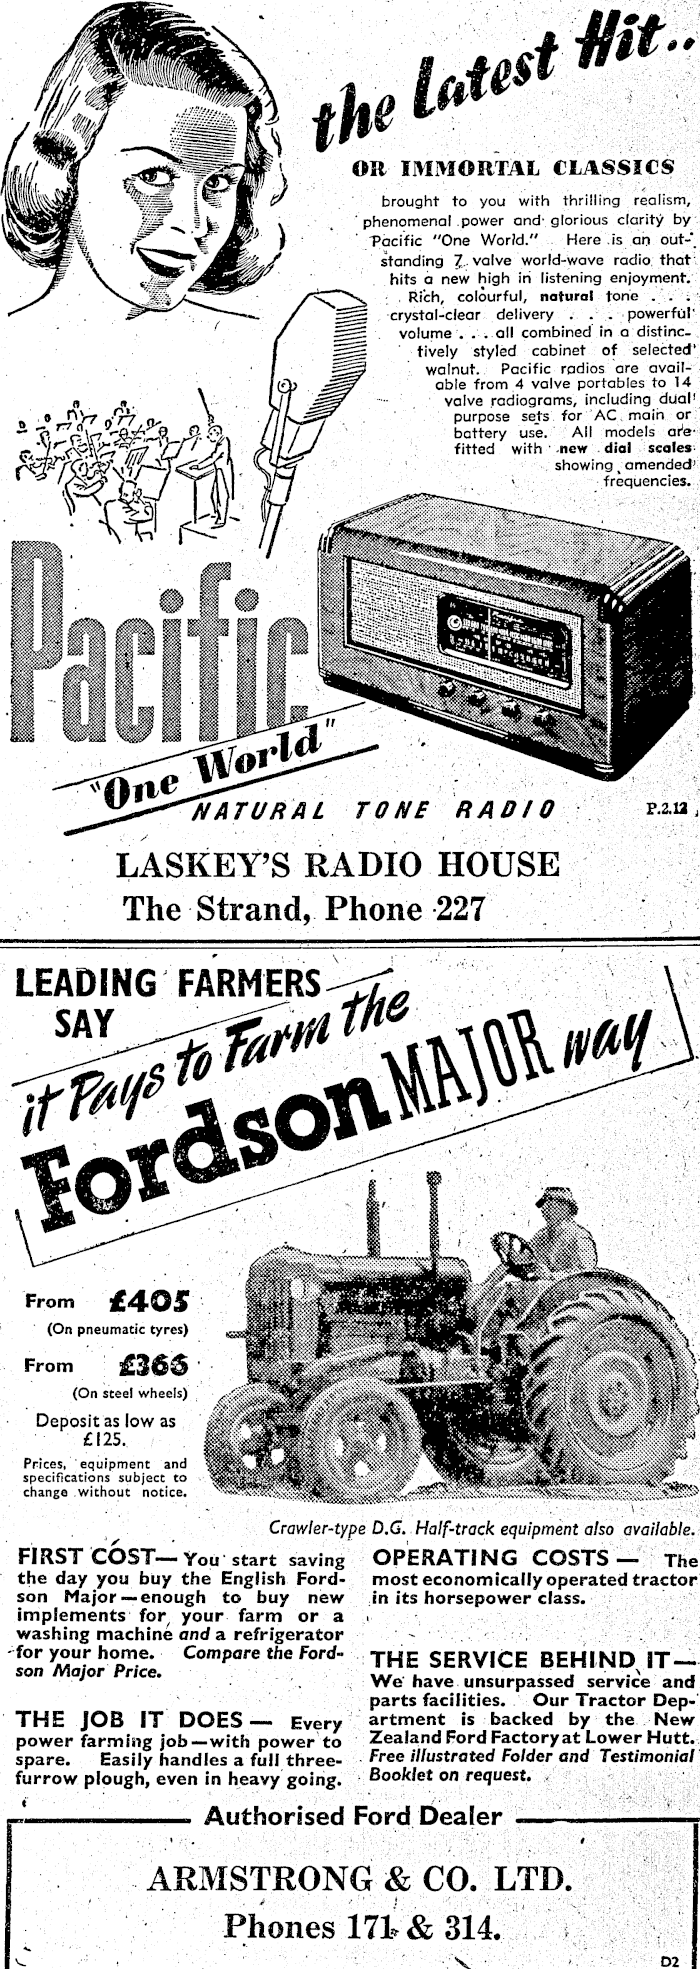 the latest Hit..
OR IMMORTAL CLASSICS
brought to you with thrilling realism,
phenomenal power and glorious clarity by
Pacific "One World." Here is an out-
standing 7 valve world-wave radio that
hits a new high in listening enjoyment.
Rich, colourful, natural tone . . .
crystal-clear delivery . . . powerful
volume . . . all combined in a distinc-
tively styled cabinet of selected
walnut. Pacific radios are avail-
able from 4 valve portables to 14
valve radiograms, including dual
purpose sets for AC main or
battery use. All models are
fitted with new dial scales
showing amended
frequencies.
Pacific
"One World"
NATURAL TONE RADIO
P.2.12
LASKEY'S RADIO HOUSE
The Strand, Phone 227
LEADING FARMERS
SAY
it Pays to Farm the
Fordson MAJOR way
From £405
(On pneumatic tyres)
From £366
(On steel wheels)
Deposit as low as
£125.
Prices, equipment and
specifications subject to
change without notice.
Crawler-type D.G. Half-track equipment also available.
FIRST COST— You start saving
the day you buy the English Ford-
son Major—enough to buy new
implements for your farm or a
washing machine and a refrigerator
for your home. Compare the Ford-
son Major Price.
THE JOB IT DOES— Every
power farming job—with power to
spare. Easily handles a full three-
furrow plough, even in heavy going.
OPERATING COSTS— The
most economically operated tractor
in its horsepower class.
THE SERVICE BEHIND IT—
We have unsurpassed service and
parts facilities. Our Tractor Dep-
artment is backed by the New
Zealand Ford Factory at Lower Hutt.
Free illustrated Folder and Testimonial
Booklet on request.
Authorised Ford Dealer
ARMSTRONG & CO. LTD.
Phones 171 & 314.
D2